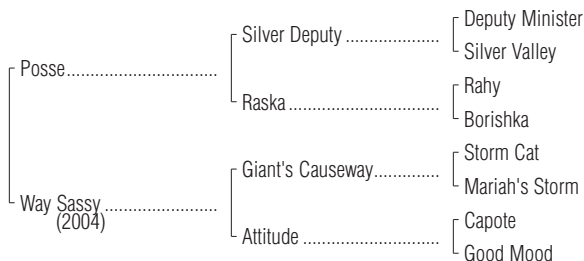 Deputy Minister
Silver Deputy ......................
Silver Valley
Posse...................................
Rahy
Raska ...................................
Borishka
Storm Cat
Giant's Causeway...............
Mariah's Storm
Way Sassy ..........................
(2004)
Capote
Attitude ................................
Good Mood